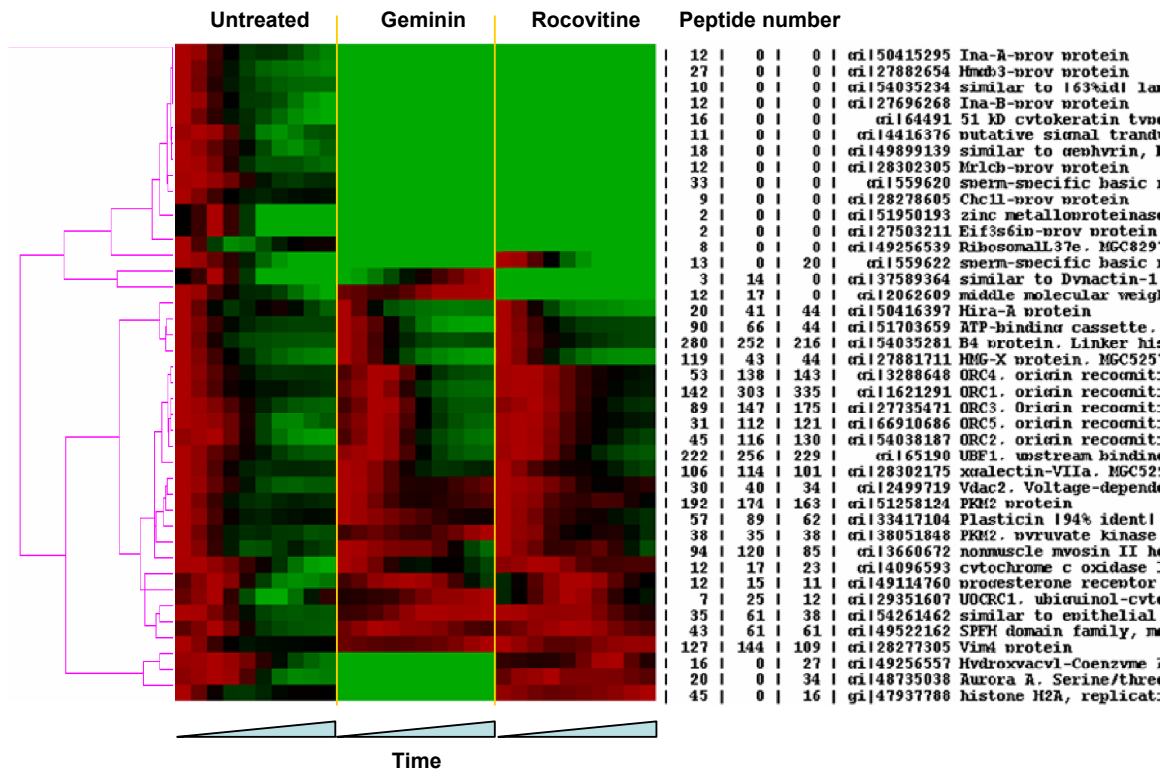 Untreated Geminin Rocovitine Peptide number
| 12 | 0 | 0 | gi|50415295 Ina-A-prov protein
| 27 | 0 | 0 | gi|27882654 Hmgb3-prov protein
| 10 | 0 | 0 | gi|54035234 similar to |63%id| lam
| 12 | 0 | 0 | gi|27696268 Ina-B-prov protein
| 16 | 0 | 0 | gi|64491 51 kD cytokeratin type
| 11 | 0 | 0 | gi|4416376 putative signal transdu
| 18 | 0 | 0 | gi|49899139 similar to gephyrin,
| 12 | 0 | 0 | gi|28302305 Mrlcb-prov protein
| 33 | 0 | 0 | gi|559620 sperm-specific basic
| 9 | 0 | 0 | gi|28278605 Chc1l-prov protein
| 2 | 0 | 0 | gi|51950193 zinc metalloproteinase
| 2 | 0 | 0 | gi|27503211 Eif3s6ip-prov protein
| 8 | 0 | 0 | gi|49256539 RibosomalL37e. MGC8297
| 13 | 0 | 20 | gi|559622 sperm-specific basic
| 3 | 14 | 0 | gi|37589364 similar to Dynactin-1
| 12 | 17 | 0 | gi|2062609 middle molecular weigh
| 20 | 41 | 44 | gi|50416397 Hira-A protein
| 90 | 66 | 44 | gi|51703659 ATP-binding cassette.
| 280 | 252 | 216 | gi|54035281 B4 protein. Linker his
| 119 | 43 | 44 | gi|27881711 HMG-X protein. MGC5257
| 53 | 138 | 143 | gi|3288648 ORC4. origin recogniti
| 142 | 303 | 335 | gi|1621291 ORC1. Origin recogniti
| 89 | 147 | 175 | gi|27735471 ORC3. Origin recogniti
| 31 | 112 | 121 | gi|66910686 ORC5. origin recogniti
| 45 | 116 | 130 | gi|54038187 ORC2. origin recogniti
| 222 | 256 | 229 | gi|65190 UBF1. upstream binding
| 106 | 114 | 101 | gi|28302175 xgalectin-VIIa. MGC529
| 30 | 40 | 34 | gi|2499719 Vdac2. Voltage-depende
| 192 | 174 | 163 | gi|51258124 PKM2 protein
| 57 | 89 | 62 | gi|33417104 Plasticin |94% identl
| 38 | 35 | 38 | gi|38051848 PKM2. pyruvate kinase
| 94 | 120 | 85 | gi|3660672 nonmuscle myosin II he
| 12 | 17 | 23 | gi|4096593 cytochrome c oxidase
| 12 | 15 | 11 | gi|49114760 progesterone receptor
| 7 | 25 | 12 | gi|29351607 UQCRC1. ubiquinol-cyto
| 35 | 61 | 38 | gi|54261462 similar to epithelial
| 43 | 61 | 61 | gi|49522162 SPFH domain family, me
| 127 | 144 | 109 | gi|28277305 Vim4 protein
| 16 | 0 | 27 | gi|49256557 Hydroxyacyl-Coenzyme
| 20 | 0 | 34 | gi|48735038 Aurora A. Serine/three
| 45 | 0 | 16 | gi|47937788 histone H2A, replicati
Time